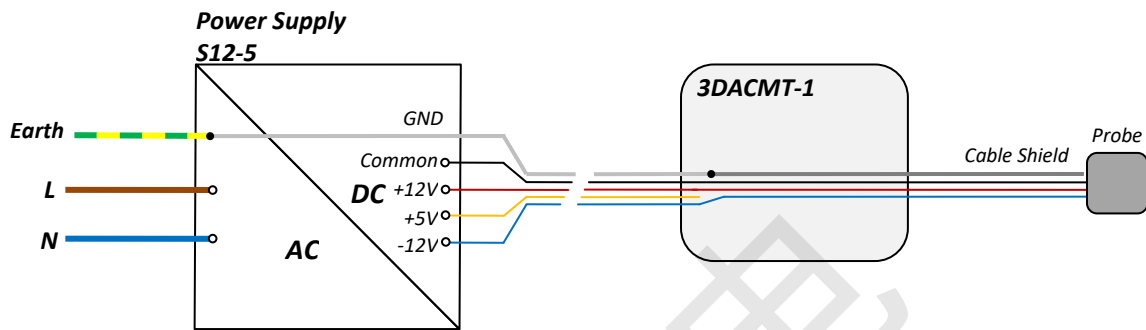 Power Supply
S12-5
3DACMT-1
Earth
GND
Probe
Common
Cable Shield
L
DC
+12V
+5V
N
AC
-12V